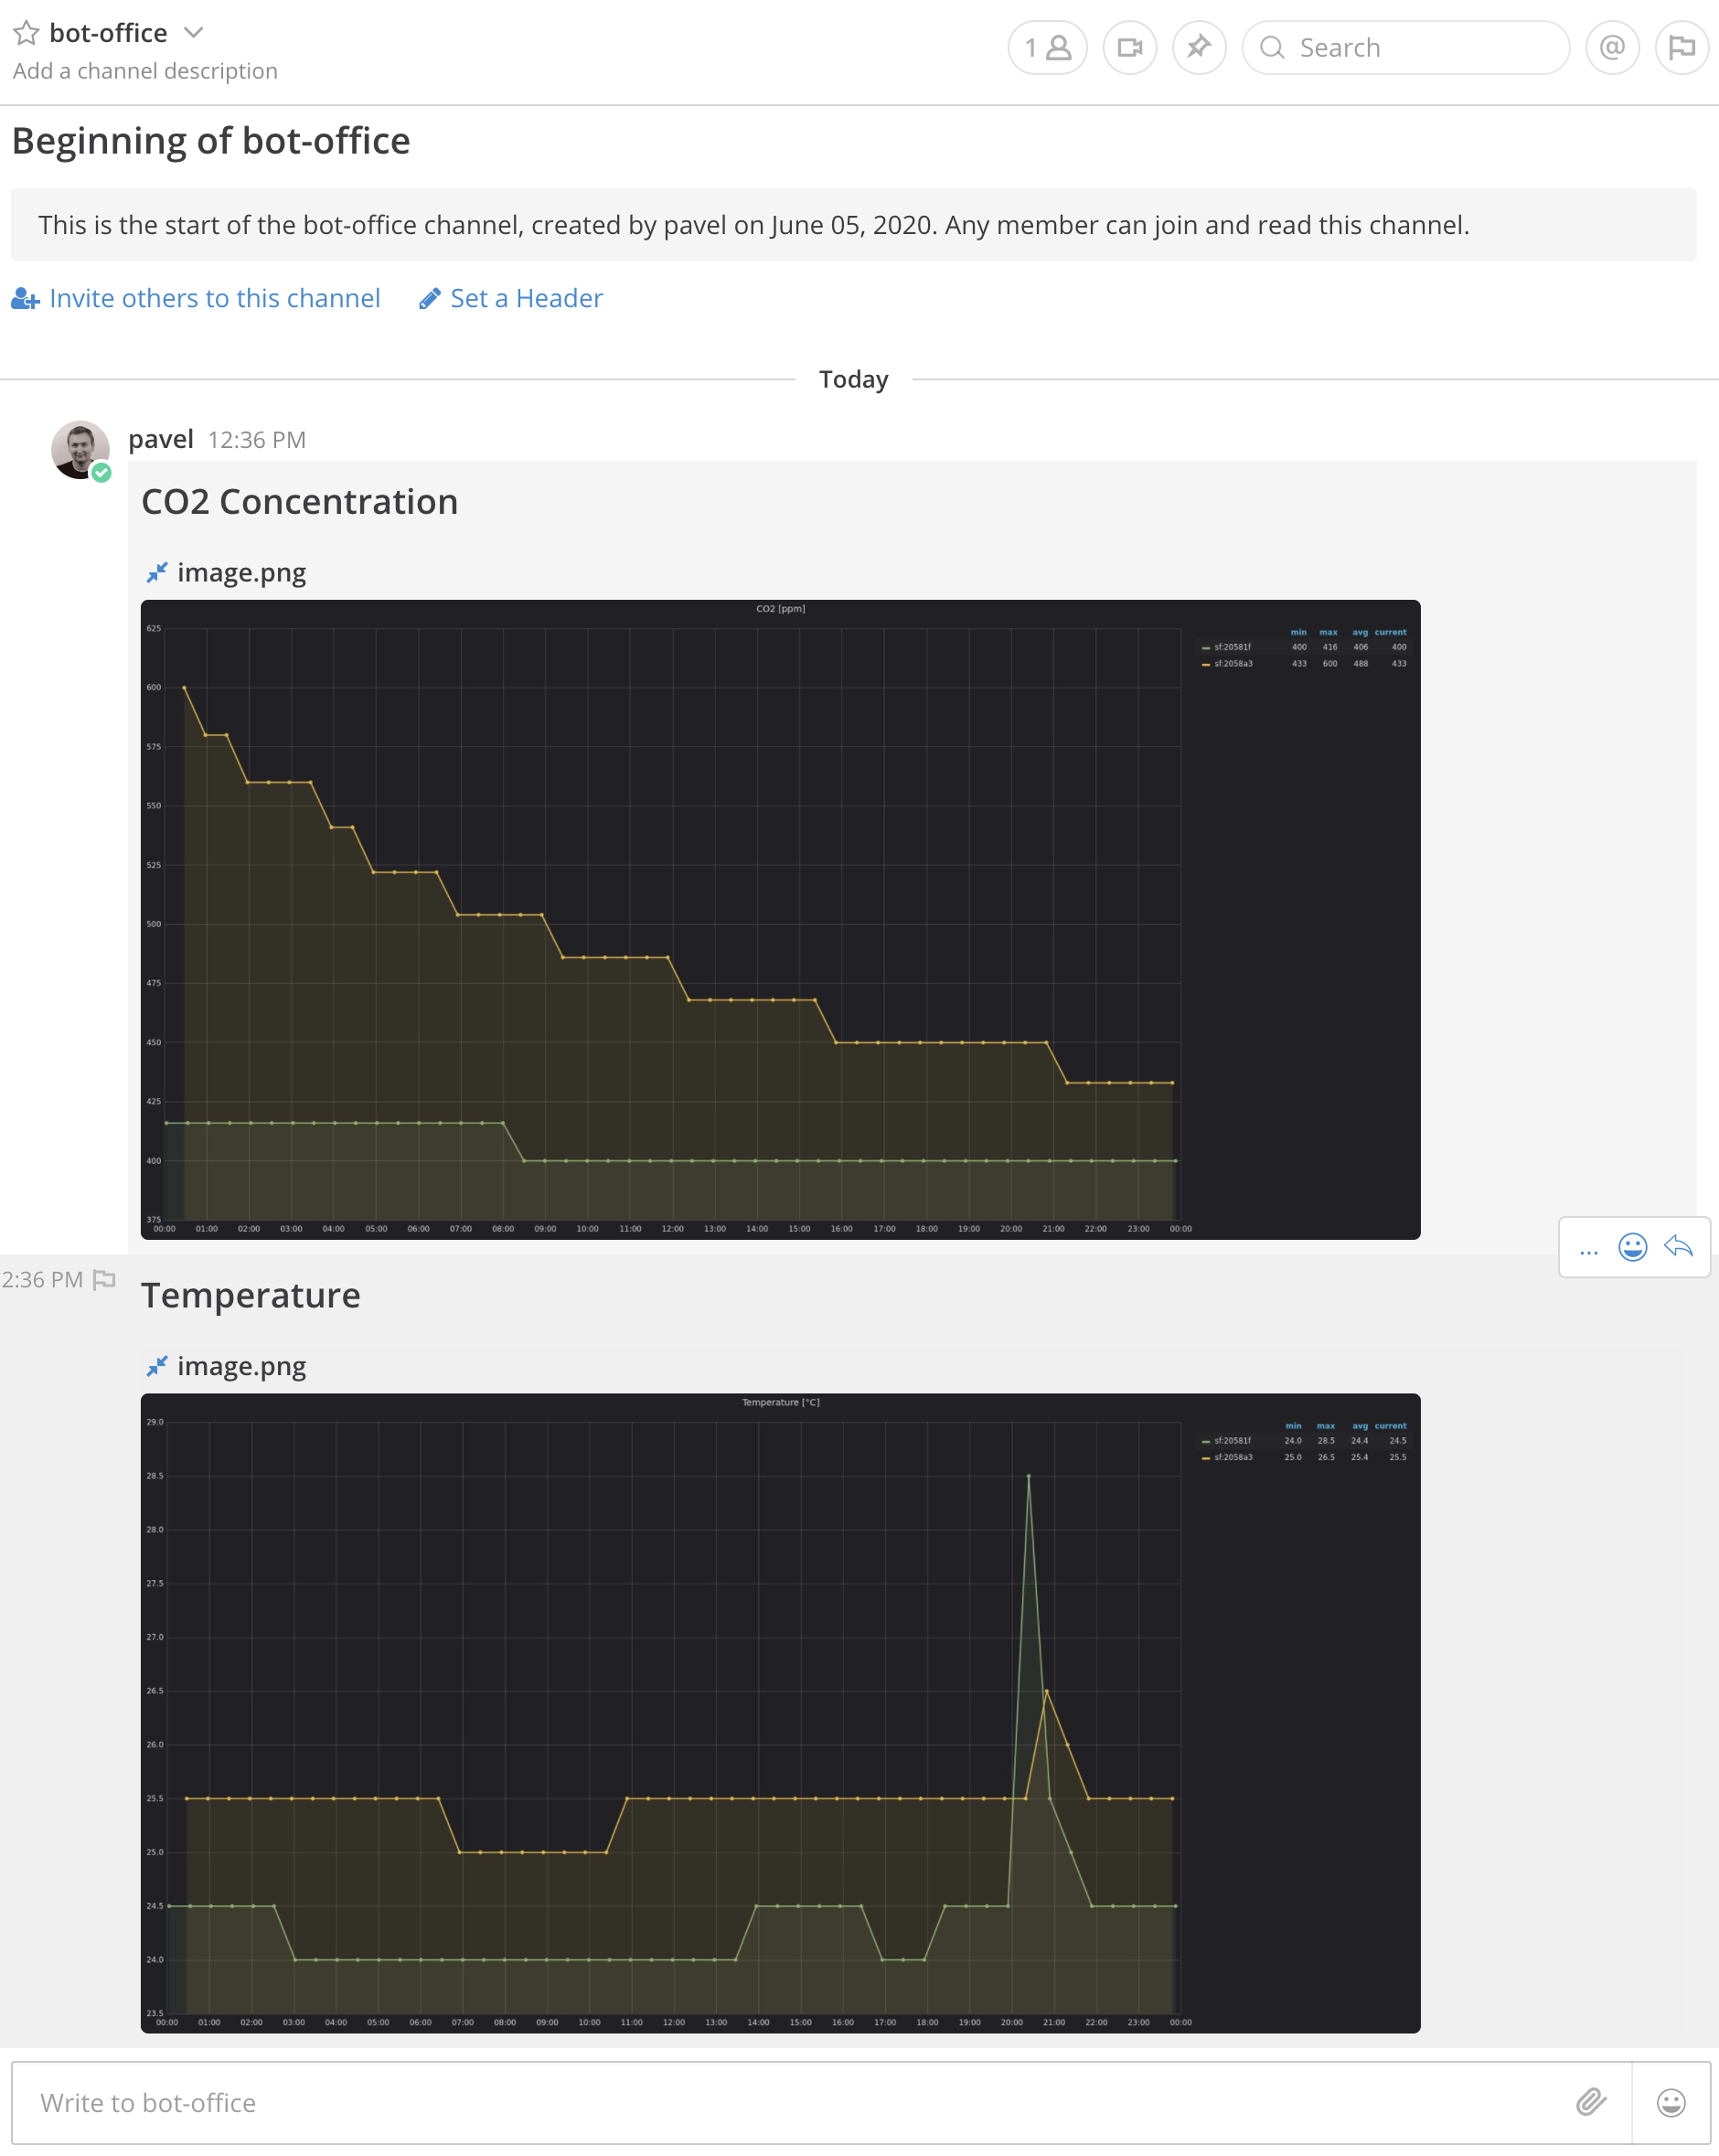 bot-office
Add a channel description
1
Search
@
Beginning of bot-office
This is the start of the bot-office channel, created by pavel on June 05, 2020. Any member can join and read this channel.
Invite others to this channel
Set a Header
Today
pavel 12:36 PM
CO2 Concentration
image.png
CO2 [ppm]
min max avg current
sf:20581f 400 416 406 400
sf:2058a3 433 600 488 433
625
600
575
550
525
500
475
450
425
400
375
00:00 01:00 02:00 03:00 04:00 05:00 06:00 07:00 08:00 09:00 10:00 11:00 12:00 13:00 14:00 15:00 16:00 17:00 18:00 19:00 20:00 21:00 22:00 23:00 00:00
...
2:36 PM
Temperature
image.png
Temperature [°C]
min max avg current
sf:20581f 24.0 28.5 24.4 24.5
sf:2058a3 25.0 26.5 25.4 25.5
29.0
28.5
28.0
27.5
27.0
26.5
26.0
25.5
25.0
24.5
24.0
23.5
00:00 01:00 02:00 03:00 04:00 05:00 06:00 07:00 08:00 09:00 10:00 11:00 12:00 13:00 14:00 15:00 16:00 17:00 18:00 19:00 20:00 21:00 22:00 23:00 00:00
Write to bot-office